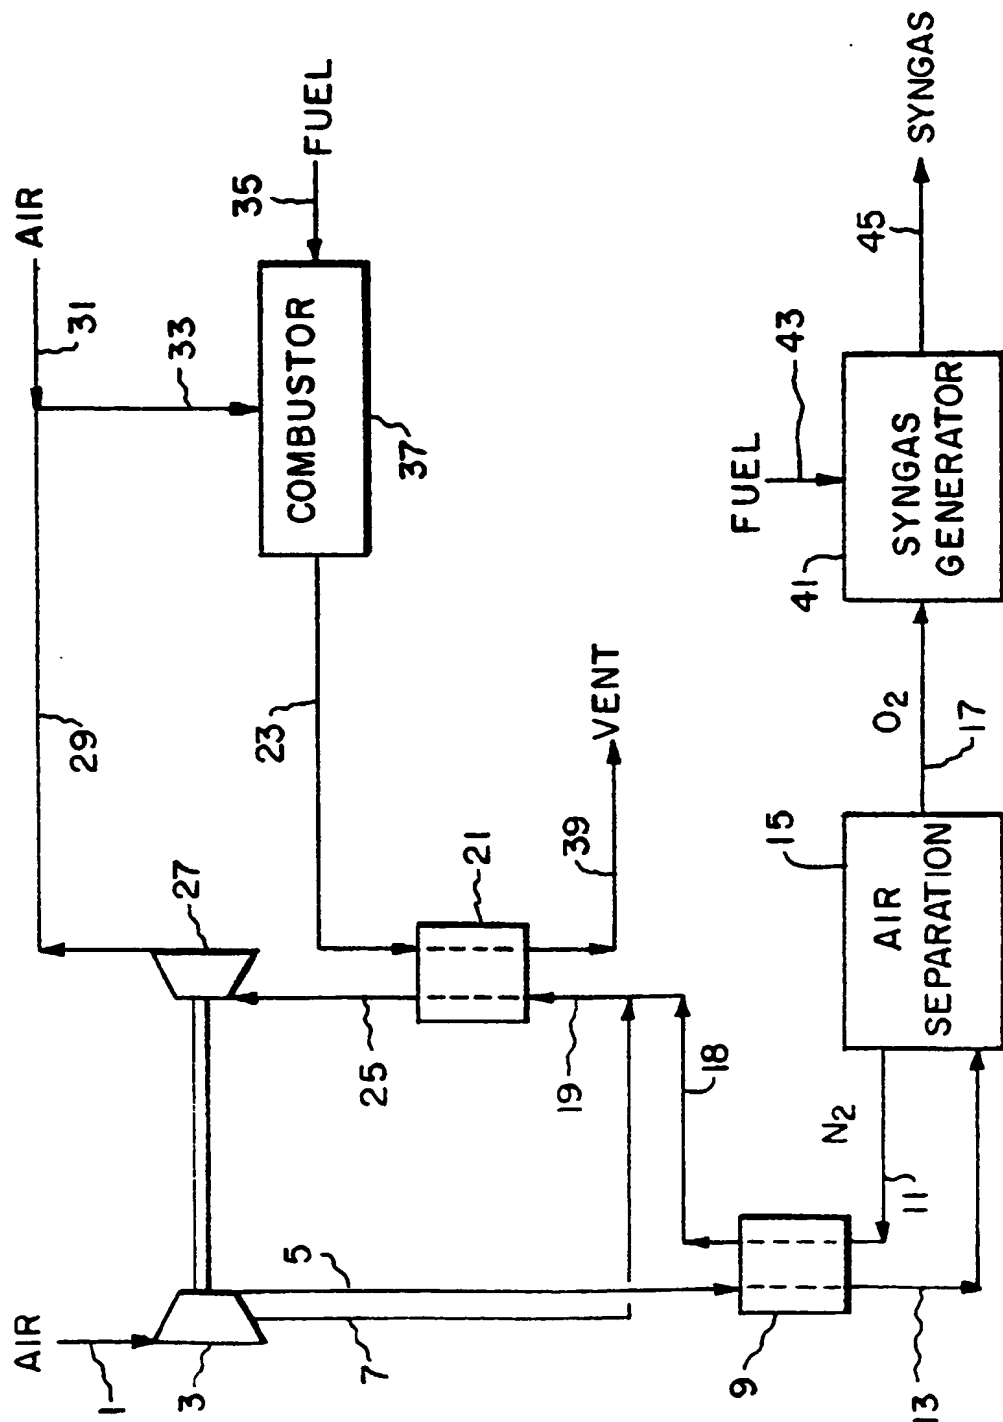 AIR
1
3
5
7
9
N2
11
13
AIR
SEPARATION
15
O2
17
18
19
21
23
25
27
29
AIR
31
33
FUEL
35
COMBUSTOR
37
VENT
39
SYNGAS
GENERATOR
41
FUEL
43
45
SYNGAS